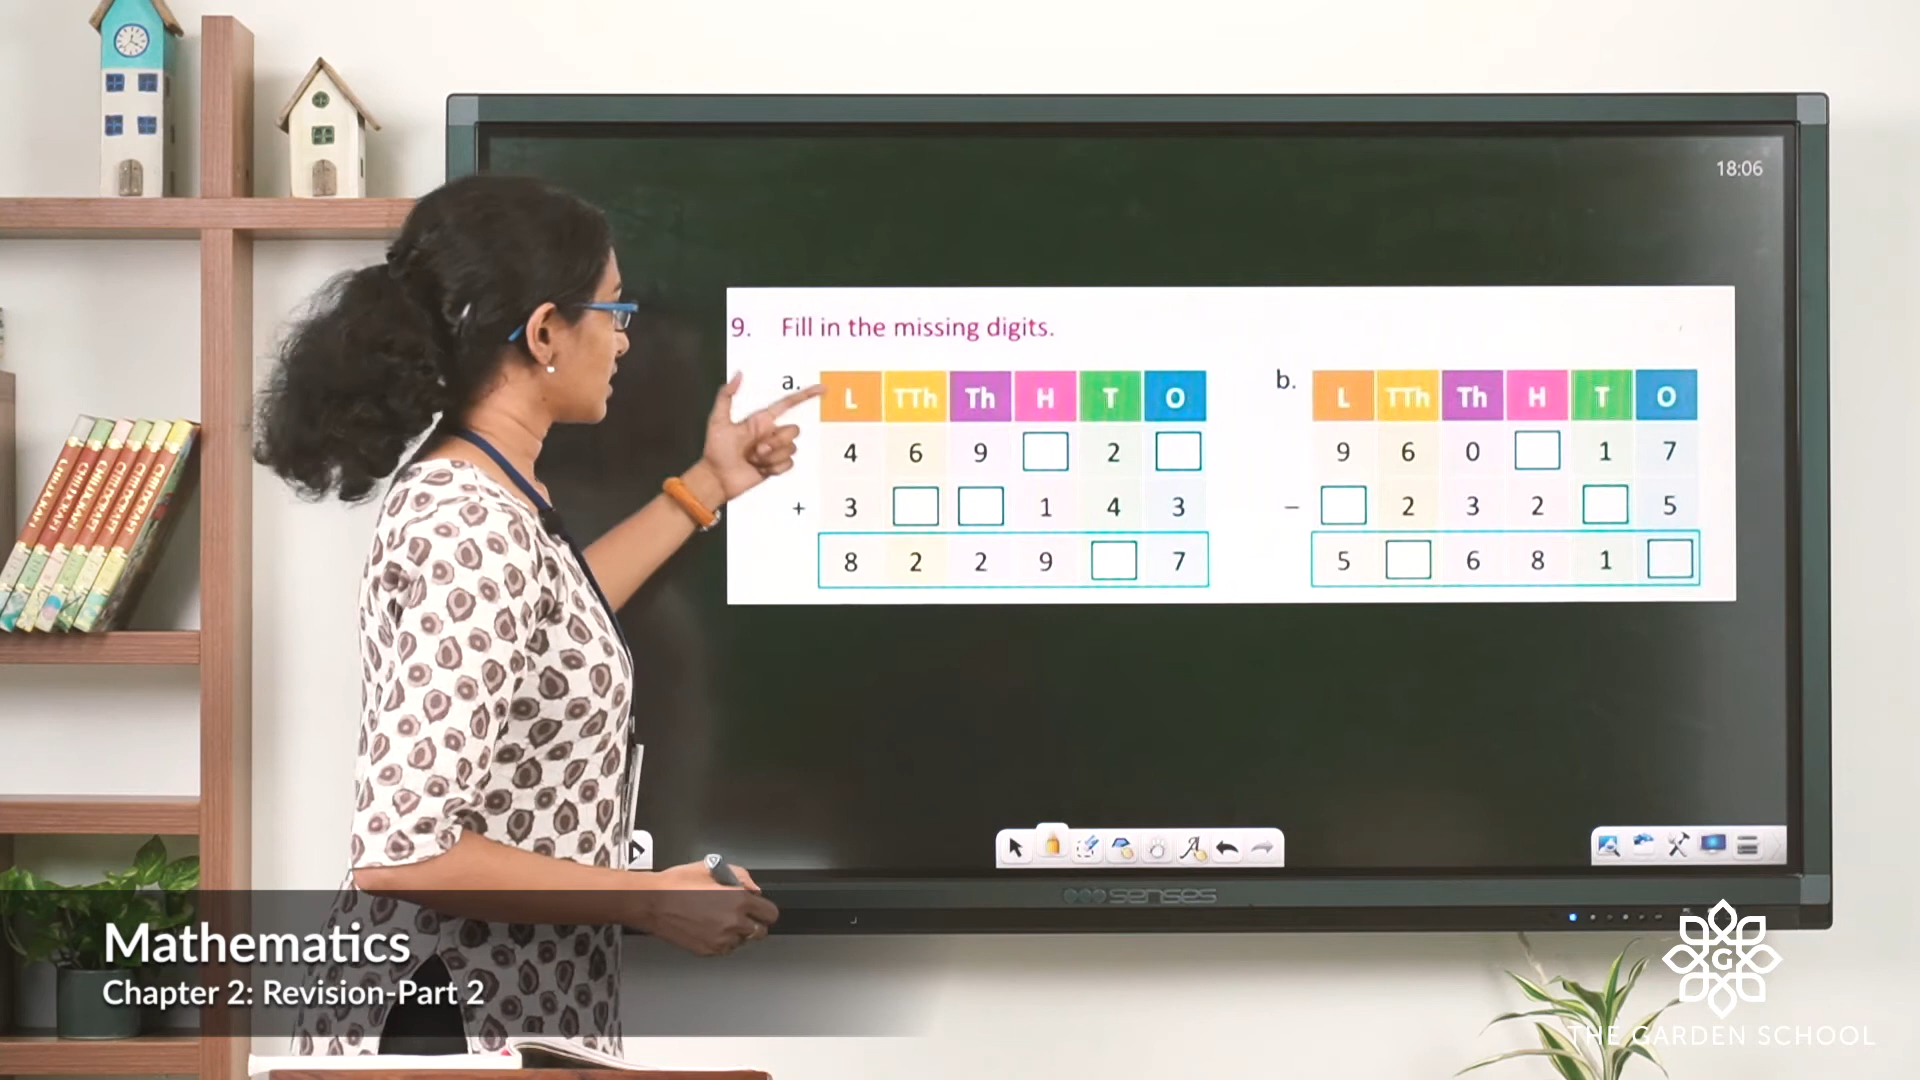 18:06
9. Fill in the missing digits.
a. L TTh Th H T O
4 6 9 2
+ 3 1 4 3
8 2 2 9 7
b. L TTh Th H T O
9 6 0 1 7
− 2 3 2 5
5 6 8 1
senses
Mathematics
Chapter 2: Revision-Part 2
G
THE GARDEN SCHOOL